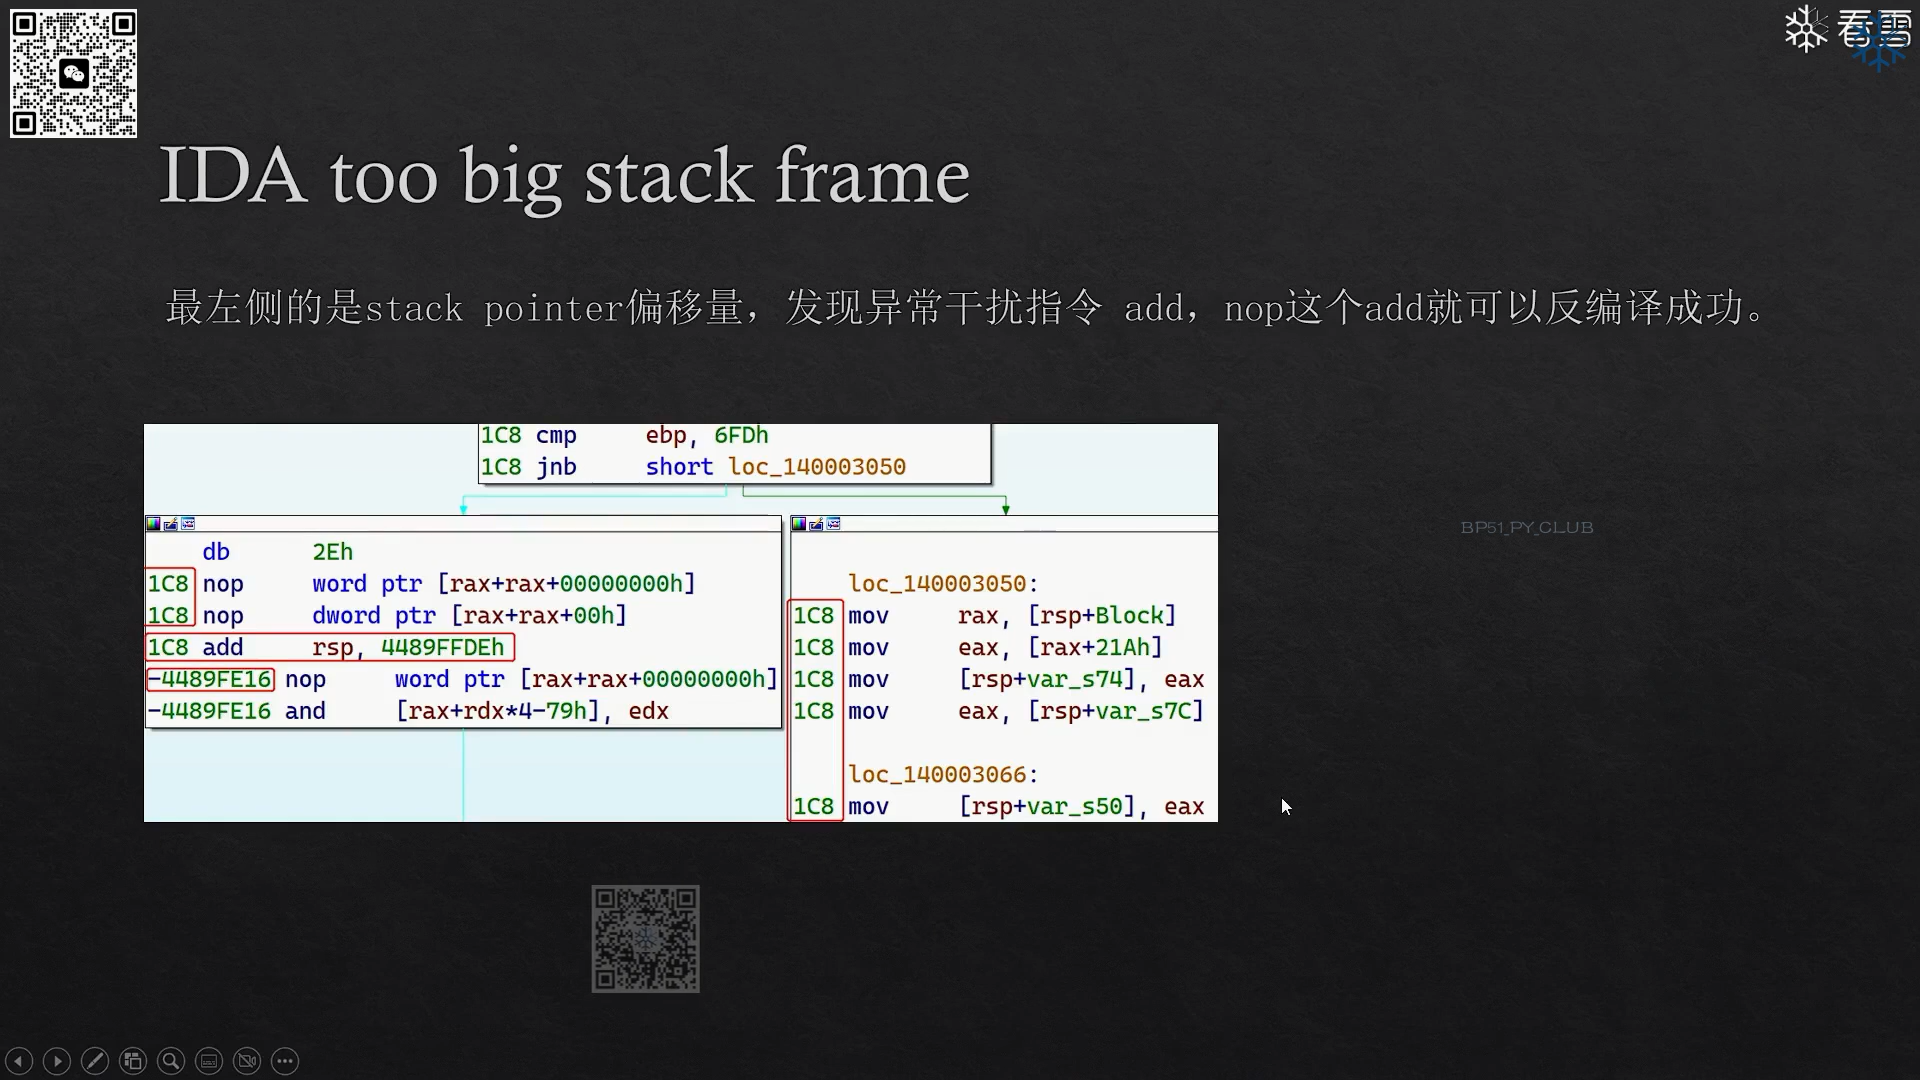 看雪
IDA too big stack frame
最左侧的是stack pointer偏移量，发现异常干扰指令 add，nop这个add就可以反编译成功。
1C8 cmp ebp, 6FDh
1C8 jnb short loc_140003050
db 2Eh
1C8 nop word ptr [rax+rax+00000000h]
1C8 nop dword ptr [rax+rax+00h]
1C8 add rsp, 4489FFDEh
-4489FE16 nop word ptr [rax+rax+00000000h]
-4489FE16 and [rax+rdx*4-79h], edx
loc_140003050:
1C8 mov rax, [rsp+Block]
1C8 mov eax, [rax+21Ah]
1C8 mov [rsp+var_s74], eax
1C8 mov eax, [rsp+var_s7C]
loc_140003066:
1C8 mov [rsp+var_s50], eax
BP51_PY_CLUB